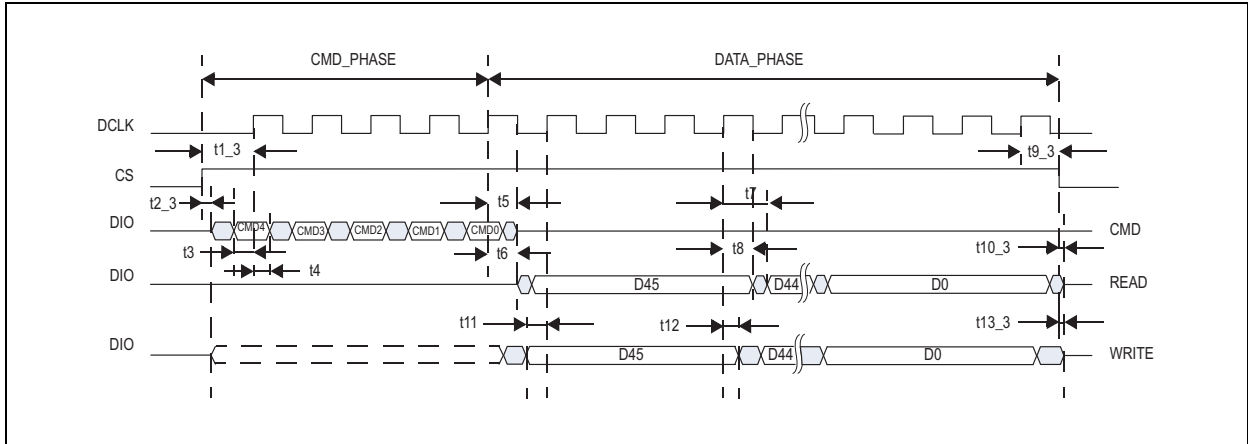 CMD_PHASE DATA_PHASE
DCLK
t1_3 t9_3
CS
t2_3 t5 t7
DIO CMD4 CMD3 CMD2 CMD1 CMD0 CMD
t3 t4 t6 t8 t10_3
DIO D45 D44 D0 READ
t11 t12 t13_3
DIO D45 D44 D0 WRITE